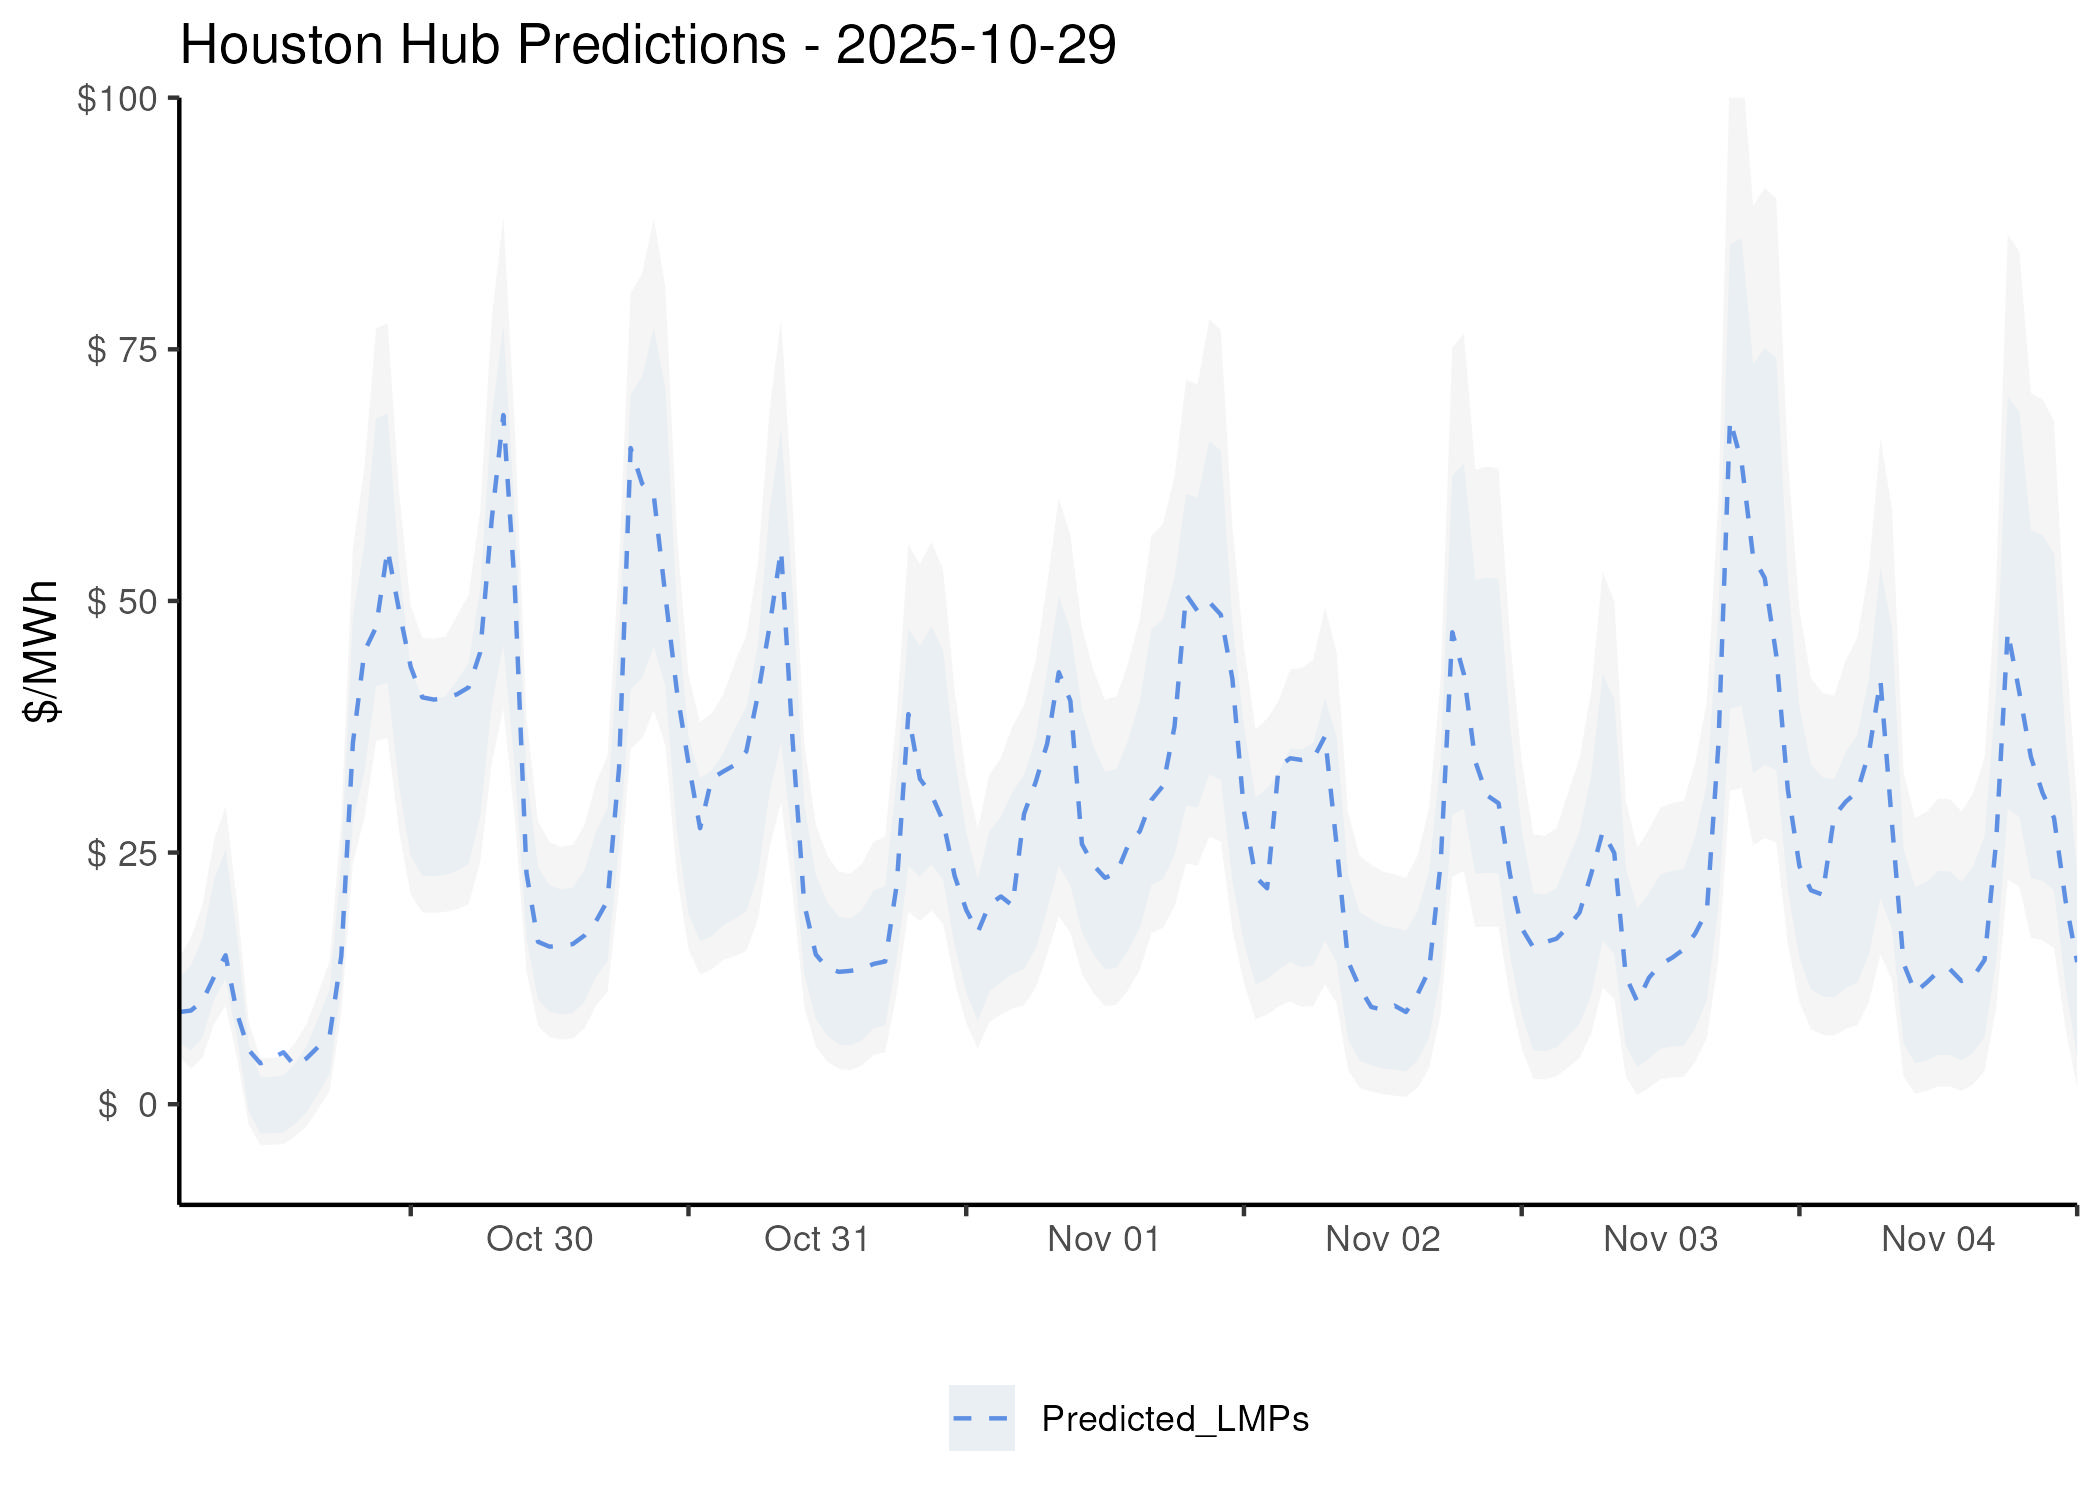 Houston Hub Predictions - 2025-10-29
$100
$ 75
$ 50
$ 25
$  0
$/MWh
Oct 30
Oct 31
Nov 01
Nov 02
Nov 03
Nov 04
Predicted_LMPs